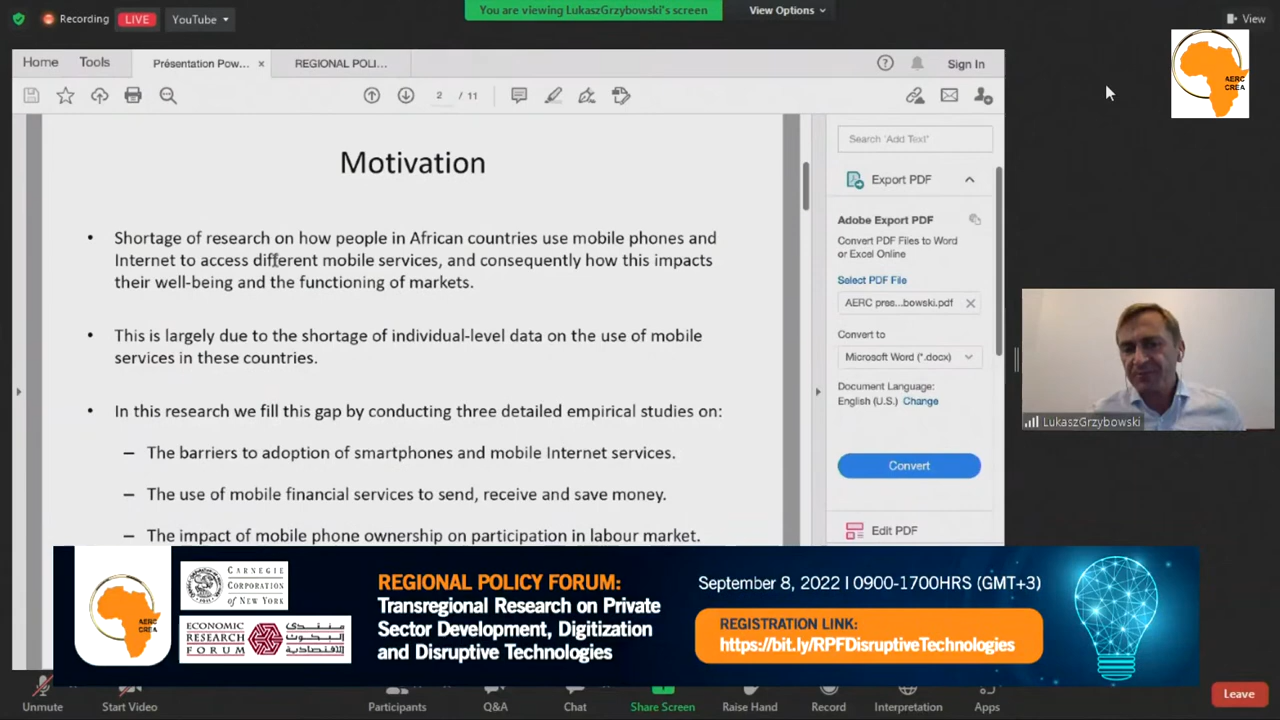 Recording
LIVE
YouTube
You are viewing LukaszGrzybowski's screen
View Options
View
AERC
CREA
Home
Tools
Présentation Pow...
REGIONAL POLI...
Sign In
2 / 11
Motivation
• Shortage of research on how people in African countries use mobile phones and
Internet to access different mobile services, and consequently how this impacts
their well-being and the functioning of markets.
• This is largely due to the shortage of individual-level data on the use of mobile
services in these countries.
• In this research we fill this gap by conducting three detailed empirical studies on:
– The barriers to adoption of smartphones and mobile Internet services.
– The use of mobile financial services to send, receive and save money.
– The impact of mobile phone ownership on participation in labour market.
Search 'Add Text'
Export PDF
Adobe Export PDF
Convert PDF Files to Word
or Excel Online
Select PDF File
AERC pres...bowski.pdf
Convert to
Microsoft Word (*.docx)
Document Language:
English (U.S.) Change
Convert
Edit PDF
LukaszGrzybowski
AERC
CREA
CARNEGIE
CORPORATION
of NEW YORK
ECONOMIC
RESEARCH
FORUM
منتدى
البحوث
الاقتصادية
REGIONAL POLICY FORUM:
Transregional Research on Private
Sector Development, Digitization
and Disruptive Technologies
September 8, 2022 I 0900-1700HRS (GMT+3)
REGISTRATION LINK:
https://bit.ly/RPFDisruptiveTechnologies
Unmute
Start Video
Participants
Q&A
Chat
Share Screen
Raise Hand
Record
Interpretation
Apps
Leave